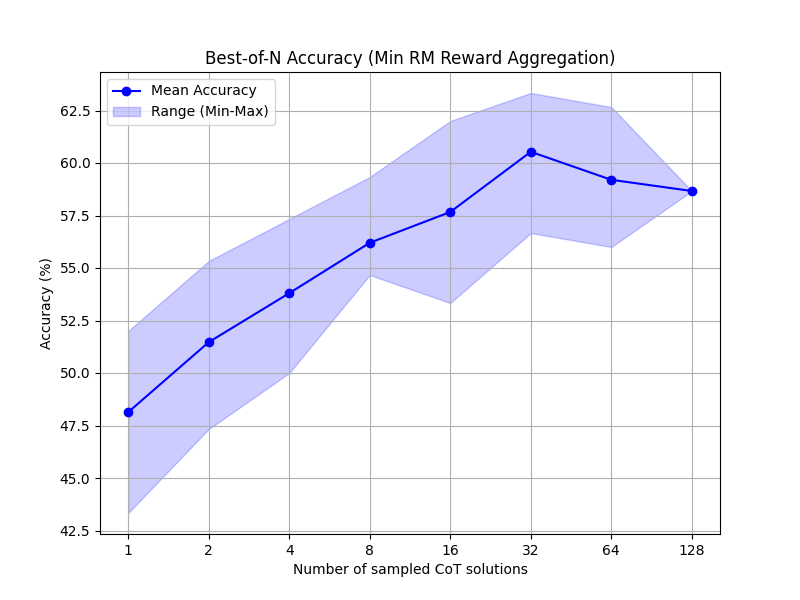 Best-of-N Accuracy (Min RM Reward Aggregation)
Mean Accuracy
Range (Min-Max)
Accuracy (%)
62.5
60.0
57.5
55.0
52.5
50.0
47.5
45.0
42.5
1 2 4 8 16 32 64 128
Number of sampled CoT solutions